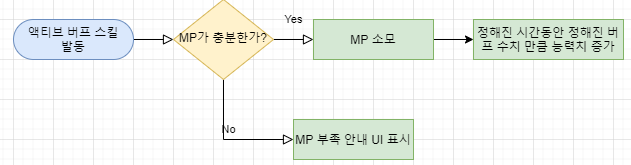 액티브 버프 스킬
발동
MP가 충분한가?
Yes
MP 소모
정해진 시간동안 정해진 버
프 수치 만큼 능력치 증가
No
MP 부족 안내 UI 표시